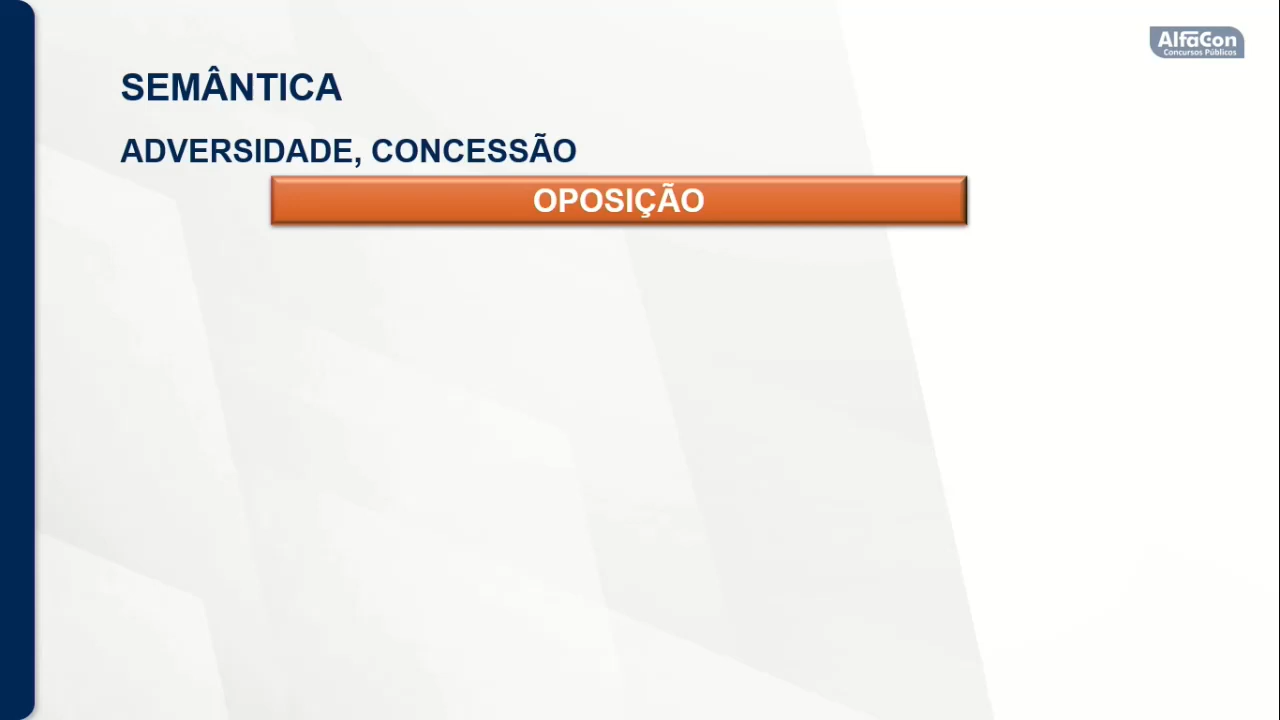 AlfaCon
Concursos Públicos
SEMÂNTICA
ADVERSIDADE, CONCESSÃO
OPOSIÇÃO